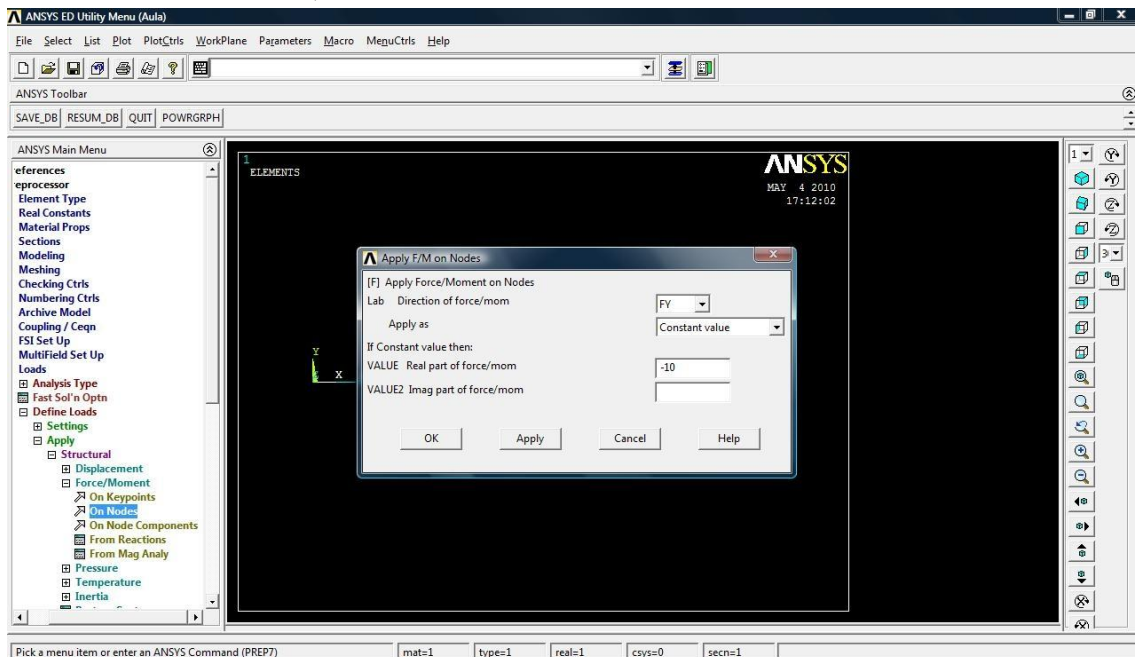 ANSYS ED Utility Menu (Aula)
File Select List Plot PlotCtrls WorkPlane Parameters Macro MenuCtrls Help
ANSYS Toolbar
SAVE_DB RESUM_DB QUIT POWRGRPH
ANSYS Main Menu
eferences
eprocessor
Element Type
Real Constants
Material Props
Sections
Modeling
Meshing
Checking Ctrls
Numbering Ctrls
Archive Model
Coupling / Ceqn
FSI Set Up
MultiField Set Up
Loads
Analysis Type
Fast Sol'n Optn
Define Loads
Settings
Apply
Structural
Displacement
Force/Moment
On Keypoints
On Nodes
On Node Components
From Reactions
From Mag Analy
Pressure
Temperature
Inertia
1
ELEMENTS
ANSYS
MAY 4 2010
17:12:02
Y
X
Apply F/M on Nodes
[F] Apply Force/Moment on Nodes
Lab Direction of force/mom FY
Apply as Constant value
If Constant value then:
VALUE Real part of force/mom -10
VALUE2 Imag part of force/mom
OK Apply Cancel Help
1
3
Pick a menu item or enter an ANSYS Command (PREP7) mat=1 type=1 real=1 csys=0 secn=1